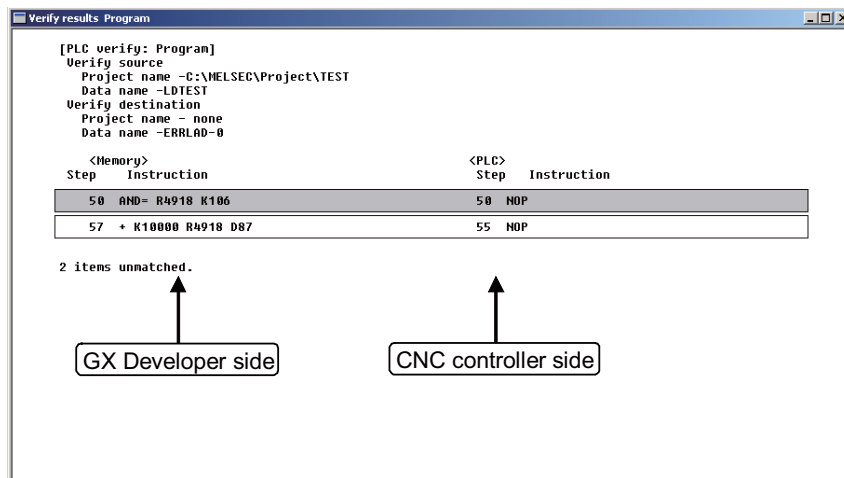 Verify results Program
[PLC verify: Program]
Verify source
Project name -C:\MELSEC\Project\TEST
Data name -LDTEST
Verify destination
Project name - none
Data name -ERRLAD-0
<Memory> <PLC>
Step Instruction Step Instruction
50 AND= R4918 K106 50 NOP
57 + K10000 R4918 D87 55 NOP
2 items unmatched.
GX Developer side CNC controller side